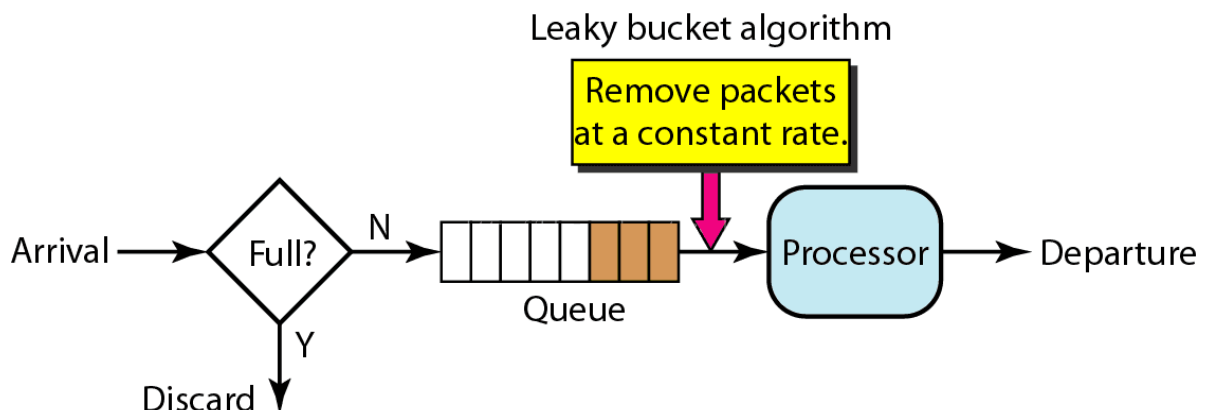 Leaky bucket algorithm
Remove packets
at a constant rate.
Arrival
Full?
N
Queue
Processor
Departure
Y
Discard